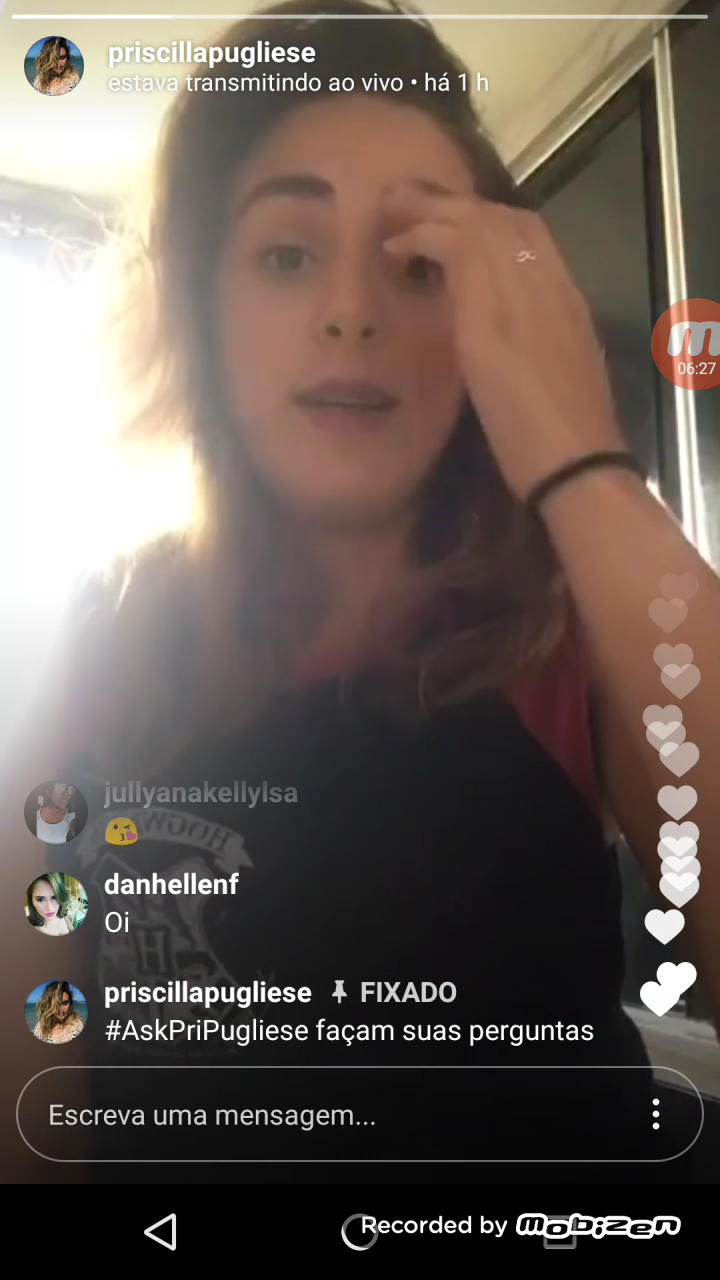 priscillapugliese
estava transmitindo ao vivo • há 1 h
06:27
jullyanakellylsa
HOGWARTS
danhellenf
Oi
H
priscillapugliese FIXADO
#AskPriPugliese façam suas perguntas
Escreva uma mensagem...
Recorded by mobizen